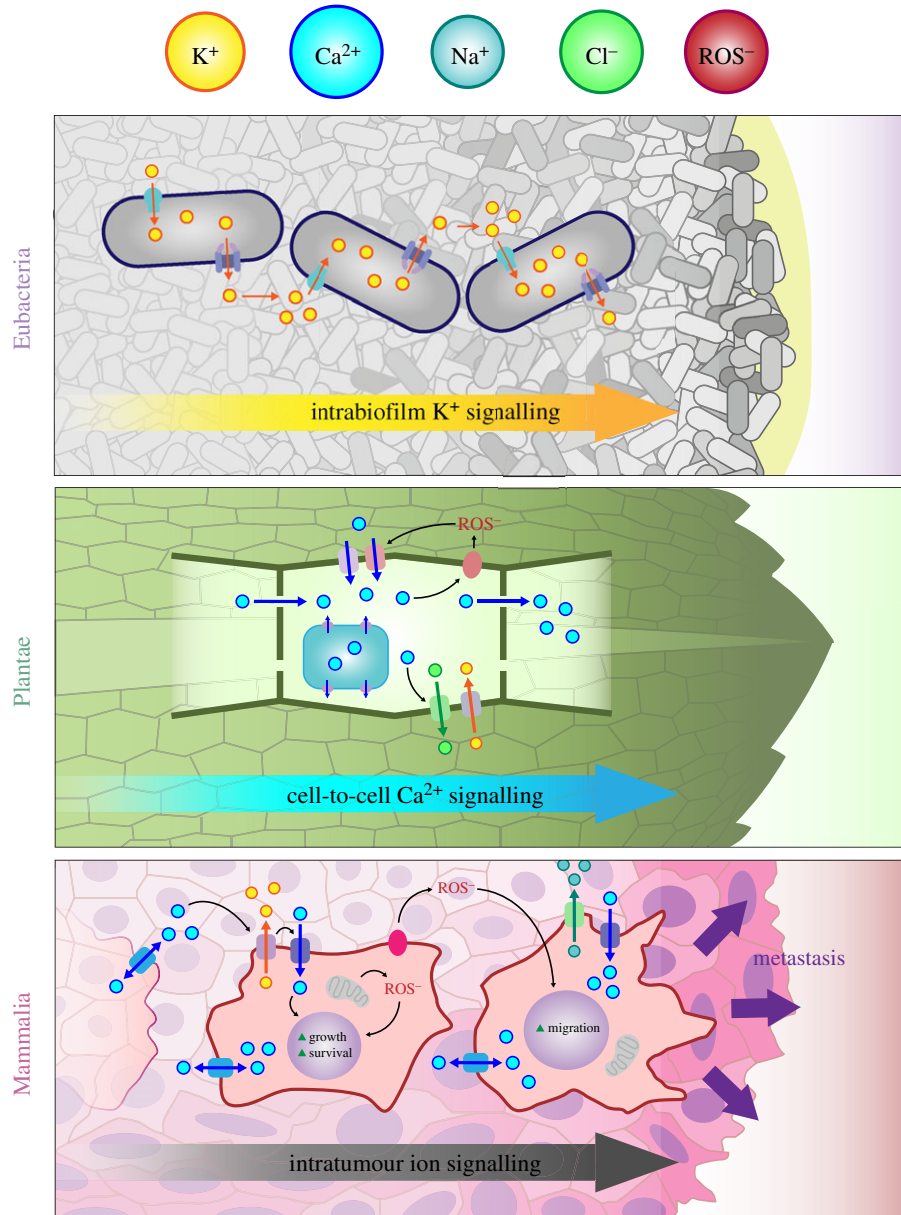 K⁺
Ca²⁺
Na⁺
Cl⁻
ROS⁻
Eubacteria
intrabiofilm K⁺ signalling
Plantae
ROS⁻
cell-to-cell Ca²⁺ signalling
Mammalia
ROS⁻
metastasis
ROS⁻
▲ growth
▲ survival
▲ migration
intratumour ion signalling